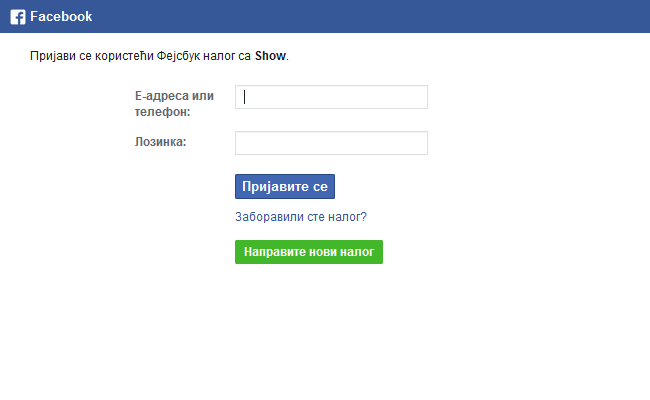 Facebook
Пријави се користећи Фејсбук налог са Show.
Е-адреса или
телефон:
Лозинка:
Пријавите се
Заборавили сте налог?
Направите нови налог